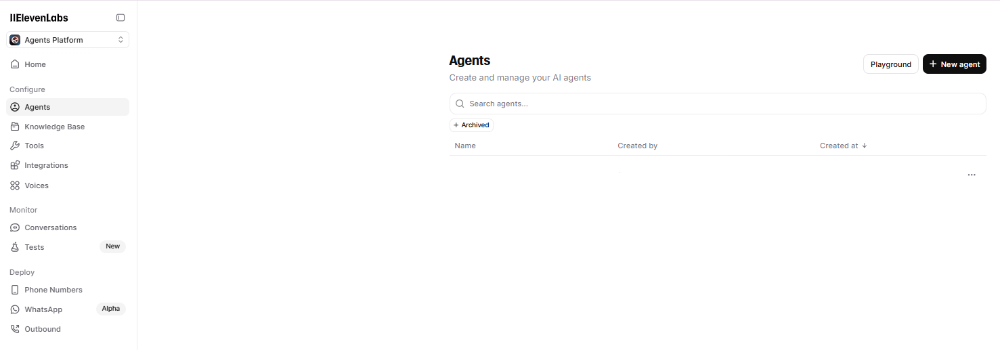 IIElevenLabs
Agents Platform
Home
Configure
Agents
Knowledge Base
Tools
Integrations
Voices
Monitor
Conversations
Tests New
Deploy
Phone Numbers
WhatsApp Alpha
Outbound
Agents
Create and manage your AI agents
Playground + New agent
Search agents...
+ Archived
Name Created by Created at ↓